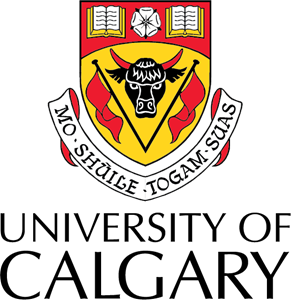 MO · SHÙILE · TOGAM · SUAS
UNIVERSITY OF
CALGARY